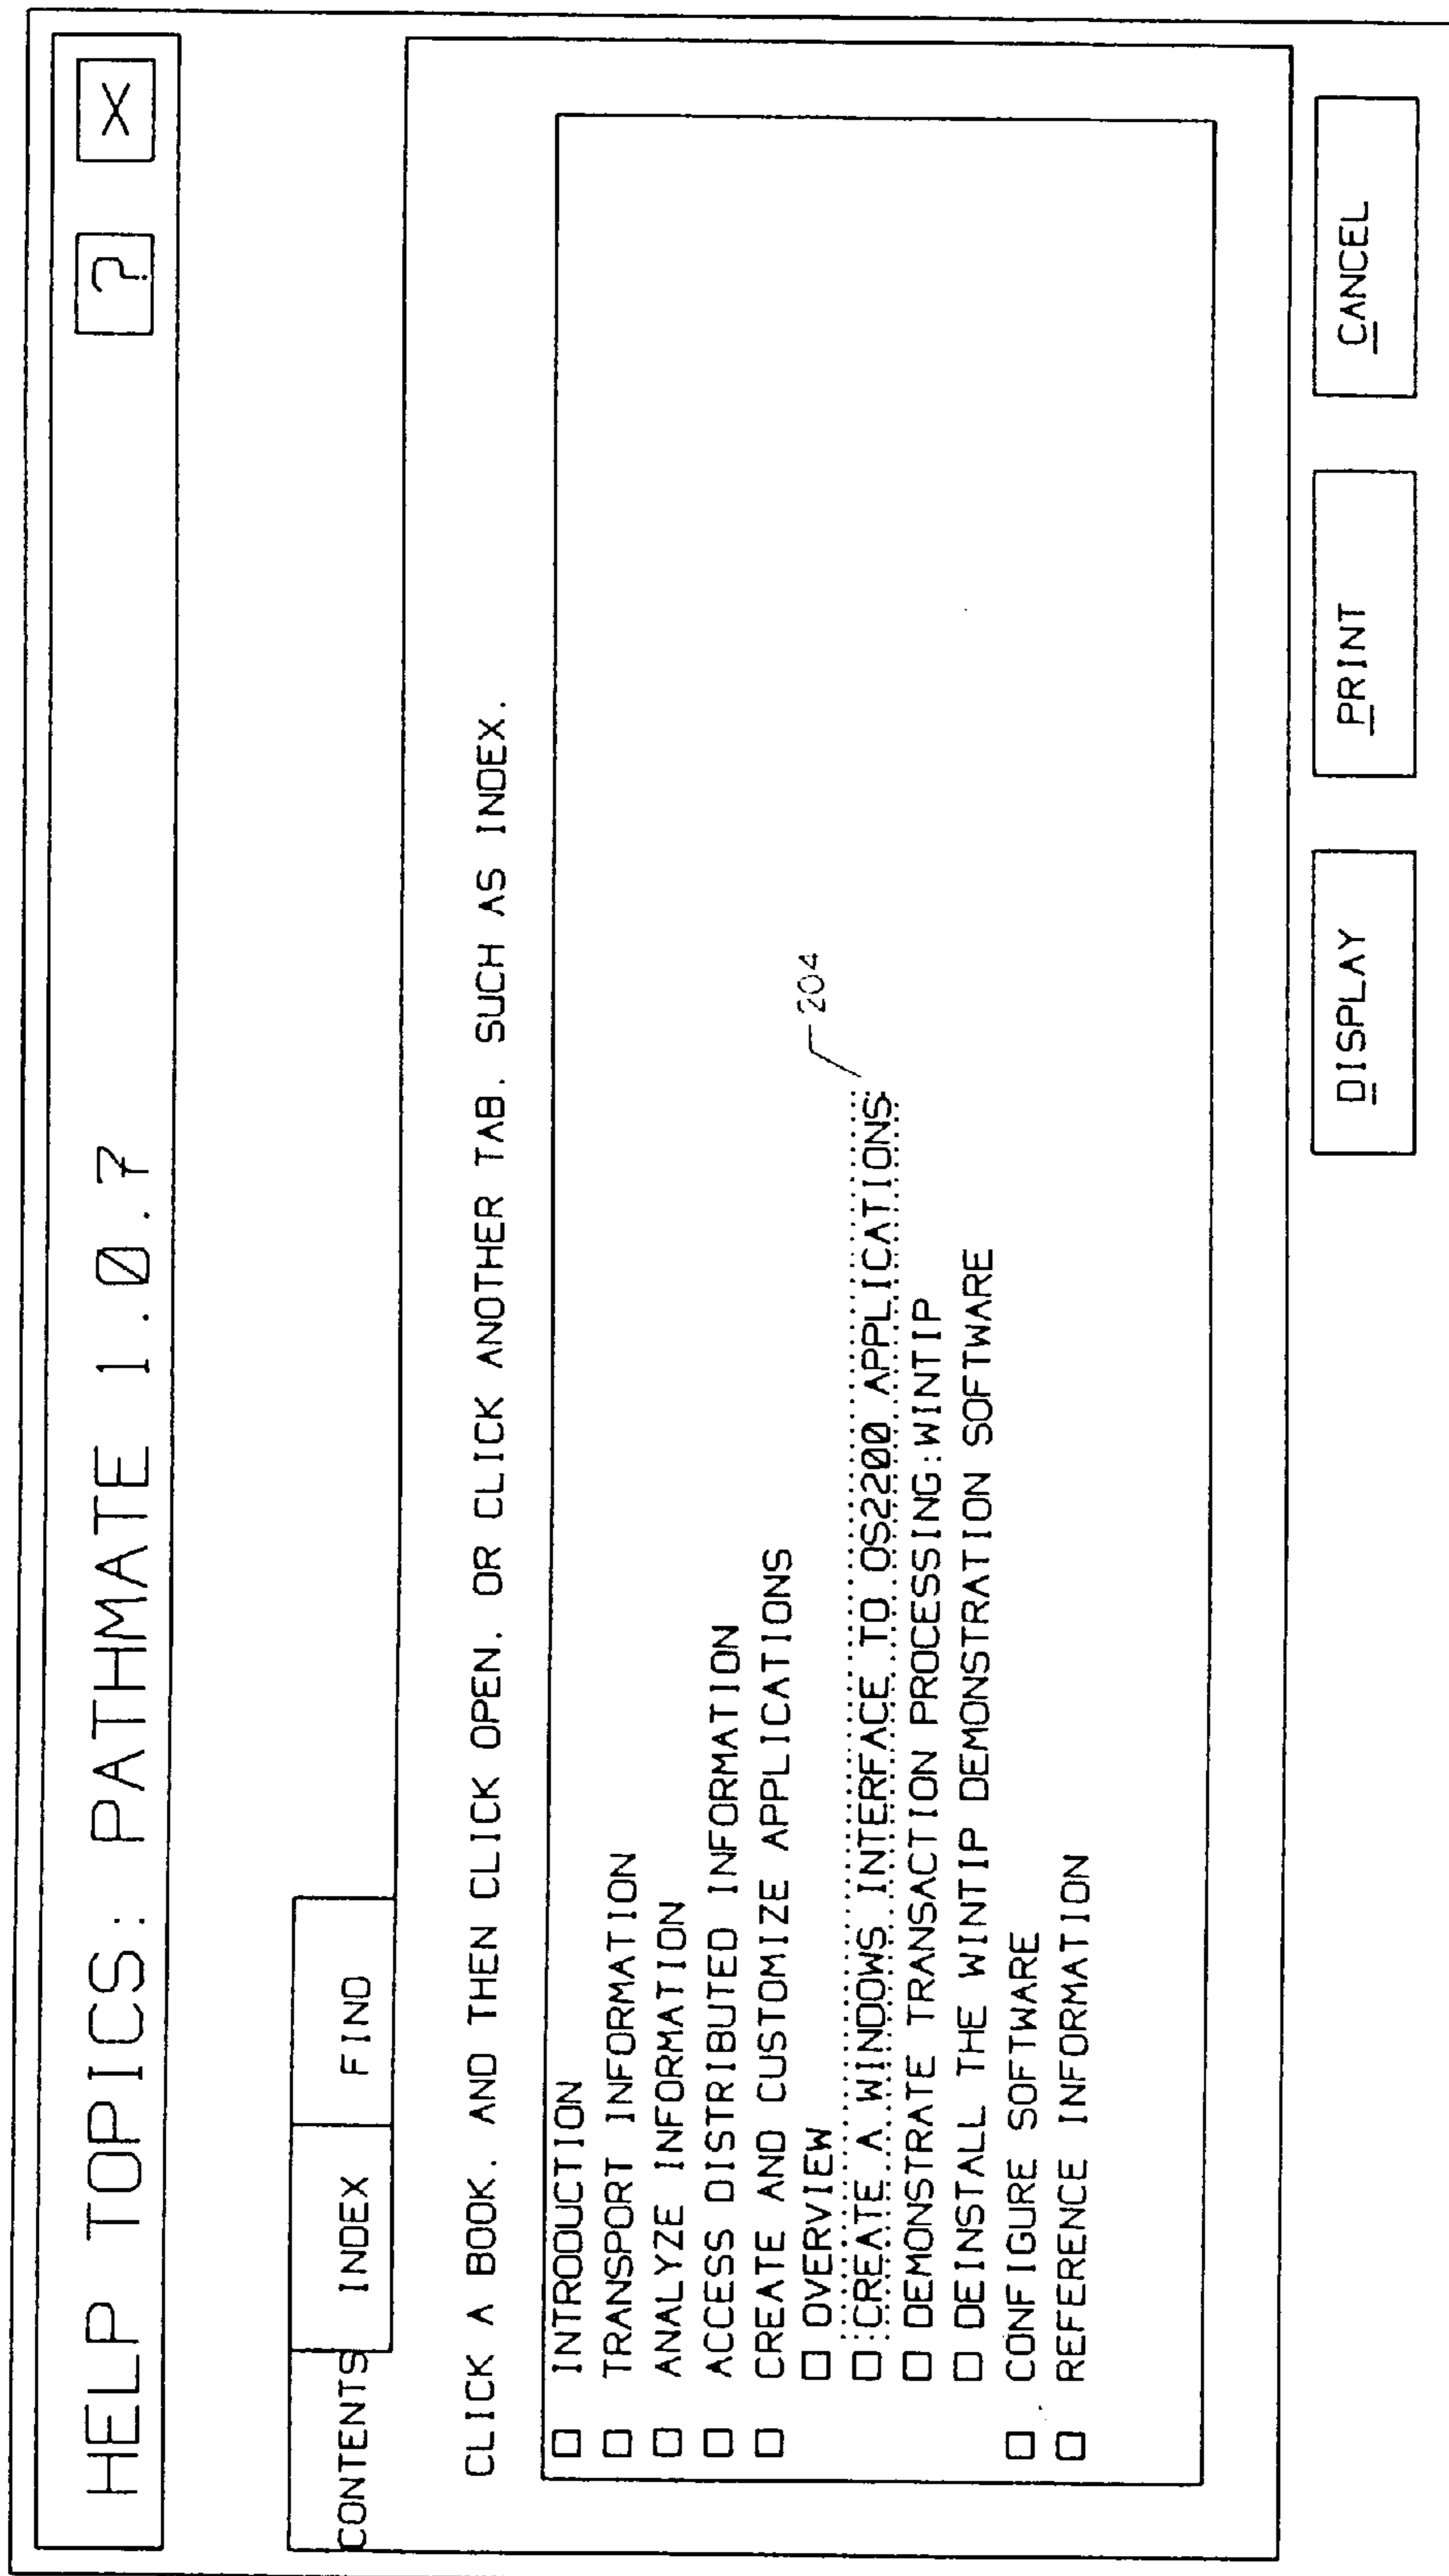 HELP TOPICS: PATHMATE 1.0.7 ? X
CONTENTS INDEX FIND
CLICK A BOOK. AND THEN CLICK OPEN. OR CLICK ANOTHER TAB. SUCH AS INDEX.
INTRODUCTION
TRANSPORT INFORMATION
ANALYZE INFORMATION
ACCESS DISTRIBUTED INFORMATION
CREATE AND CUSTOMIZE APPLICATIONS
OVERVIEW
204
CREATE A WINDOWS INTERFACE TO OS2200 APPLICATIONS
DEMONSTRATE TRANSACTION PROCESSING:WINTIP
DEINSTALL THE WINTIP DEMONSTRATION SOFTWARE
CONFIGURE SOFTWARE
REFERENCE INFORMATION
DISPLAY PRINT CANCEL